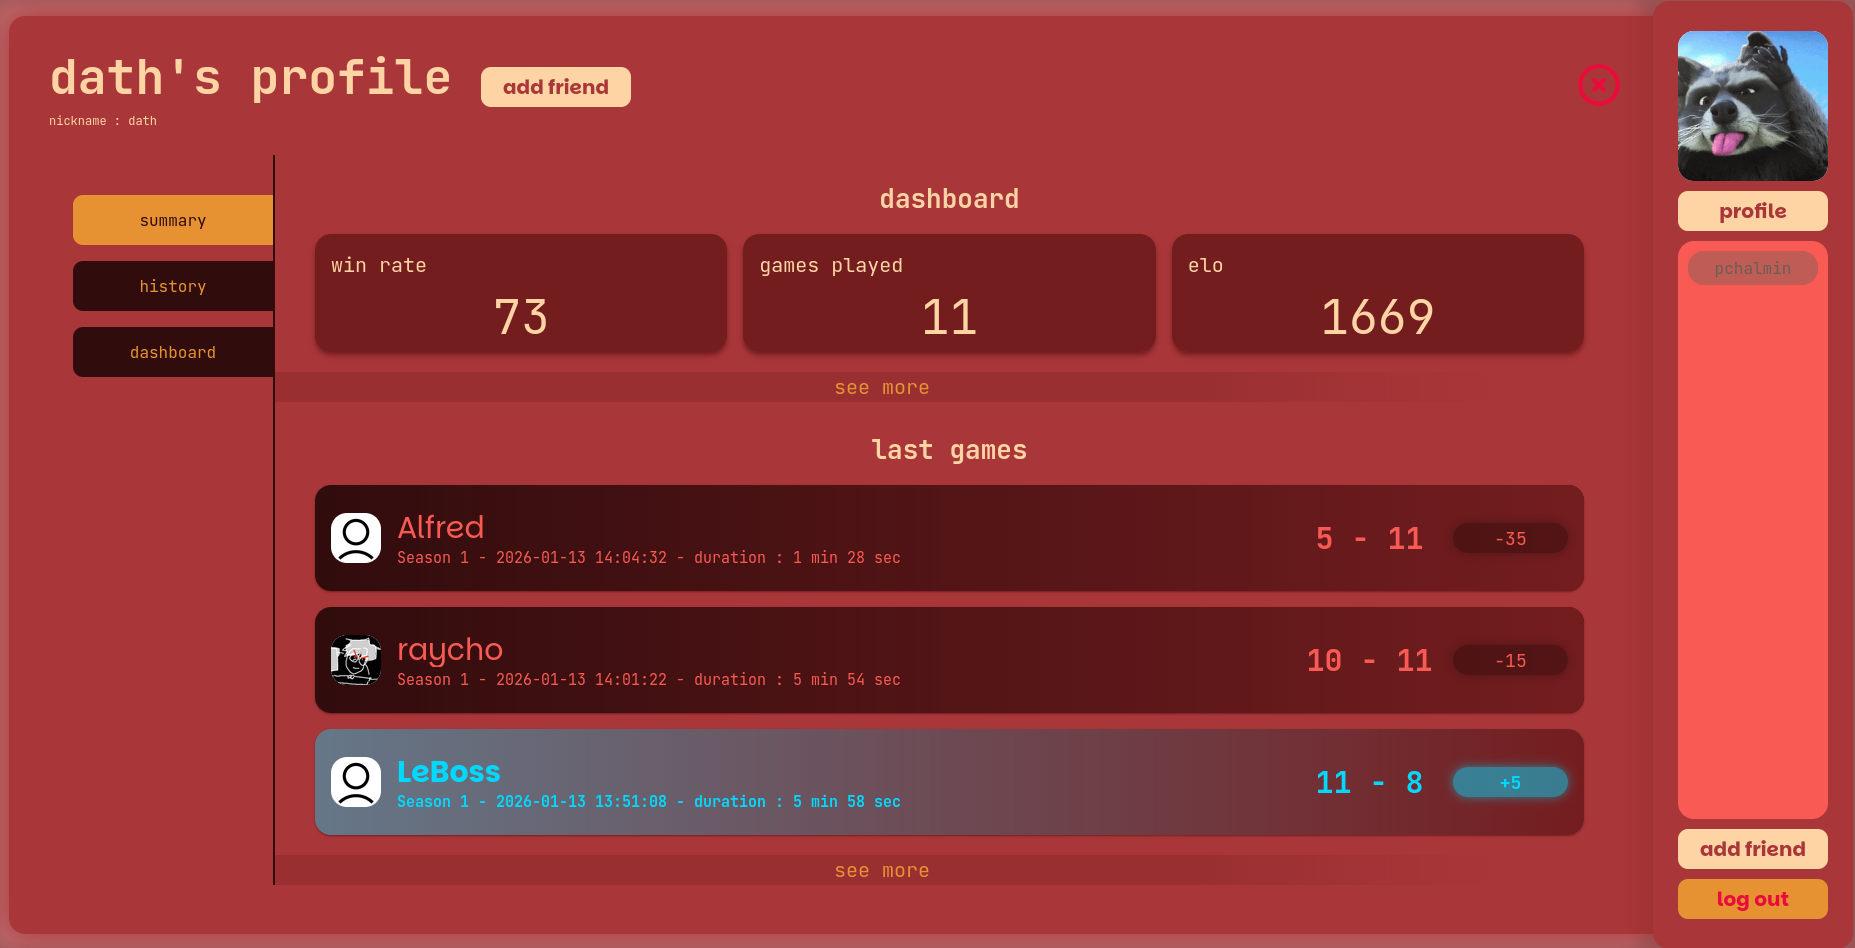 dath's profile
add friend
nickname : dath
summary
history
dashboard
dashboard
win rate
73
games played
11
elo
1669
see more
last games
Alfred
Season 1 - 2026-01-13 14:04:32 - duration : 1 min 28 sec
5 - 11
-35
raycho
Season 1 - 2026-01-13 14:01:22 - duration : 5 min 54 sec
10 - 11
-15
LeBoss
Season 1 - 2026-01-13 13:51:08 - duration : 5 min 58 sec
11 - 8
+5
see more
profile
pchalmin
add friend
log out